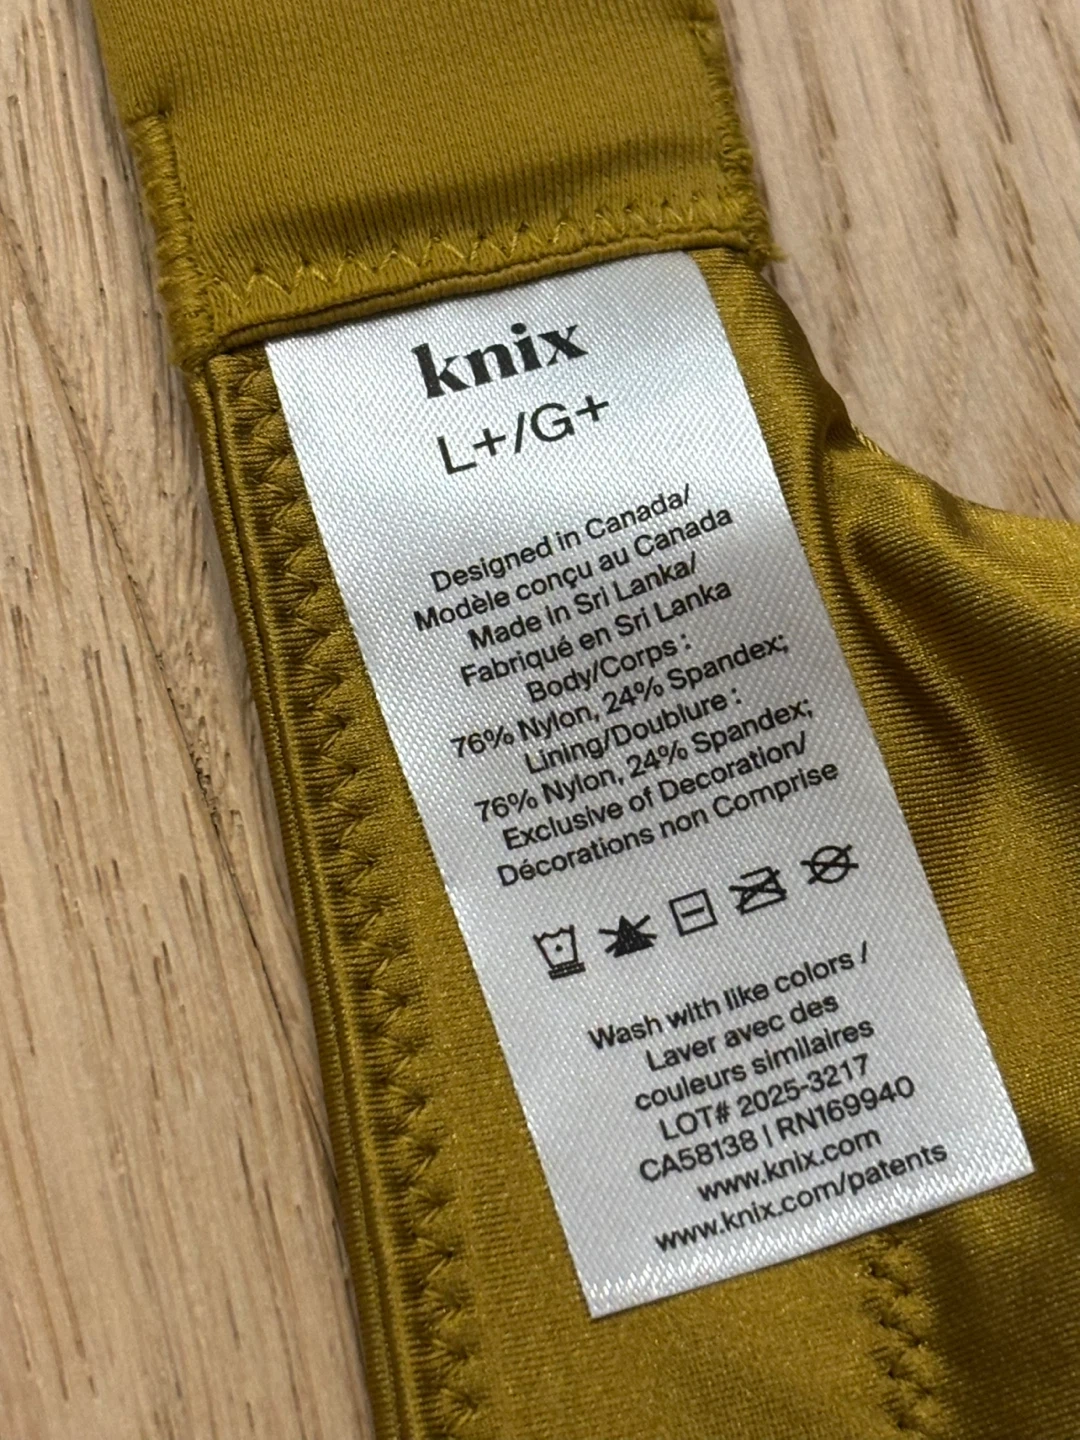 knix
L+/G+
Designed in Canada/
Modèle conçu au Canada
Made in Sri Lanka/
Fabriqué en Sri Lanka
Body/Corps :
76% Nylon, 24% Spandex;
Lining/Doublure :
76% Nylon, 24% Spandex;
Exclusive of Decoration/
Décorations non Comprise
Wash with like colors /
Laver avec des
couleurs similaires
LOT# 2025-3217
CA58138 | RN169940
www.knix.com
www.knix.com/patents